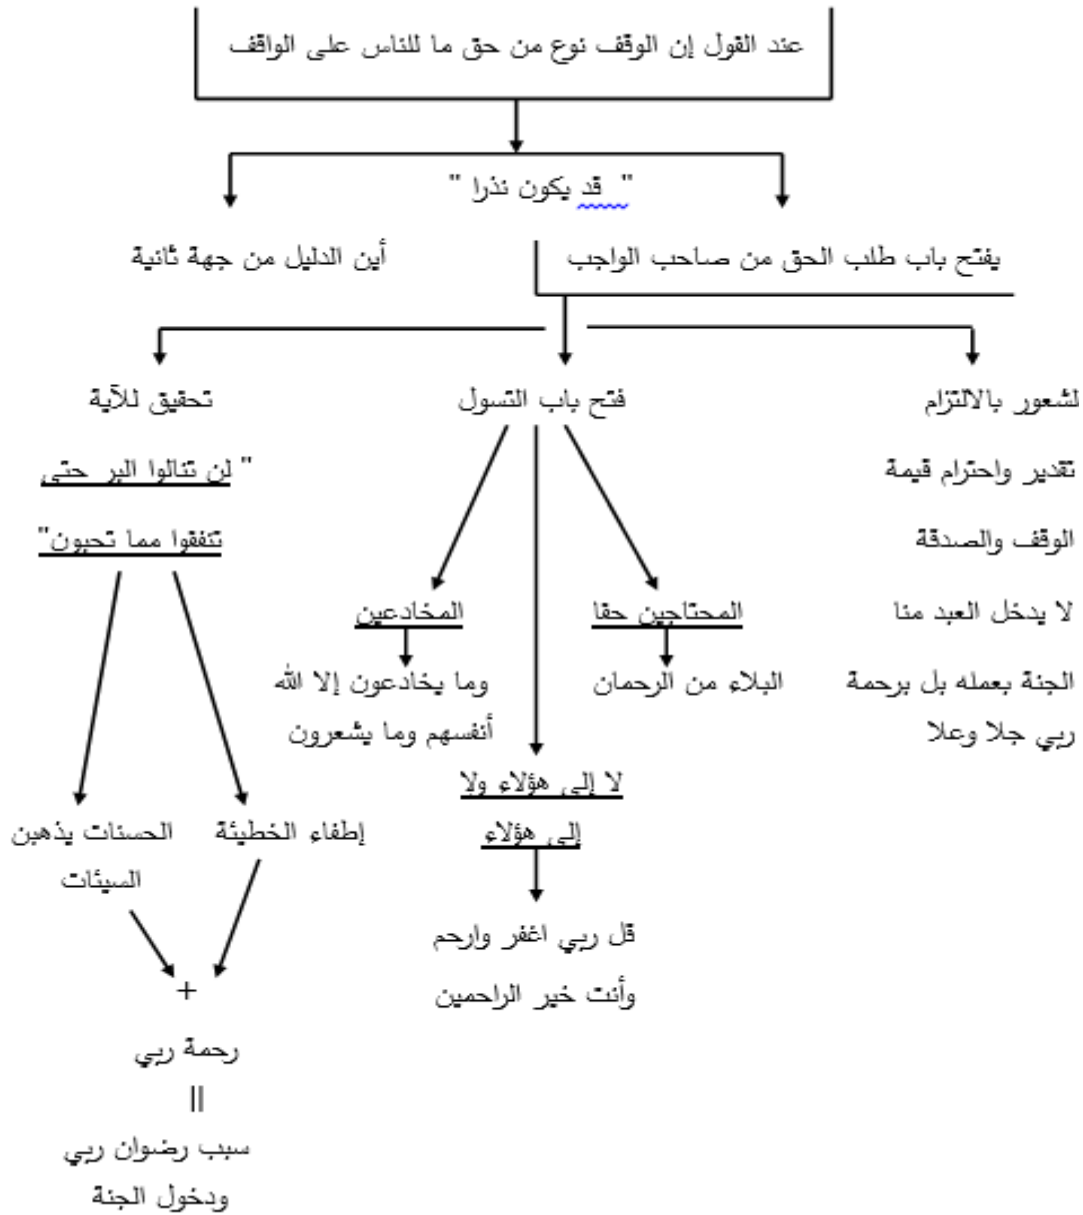 عند القول إن الوقف نوع من حق ما للناس على الواقف
" قد يكون نذرا "
يفتح باب طلب الحق من صاحب الواجب
أين الدليل من جهة ثانية
لشعور بالالتزام
تقدير واحترام قيمة
الوقف والصدقة
لا يدخل العبد منا
الجنة بعمله بل برحمة
ربي جلا وعلا
فتح باب التسول
المحتاجين حقا
البلاء من الرحمان
المخادعين
وما يخادعون إلا الله
أنفسهم وما يشعرون
لا إلى هؤلاء ولا
إلى هؤلاء
قل ربي اغفر وارحم
وأنت خير الراحمين
تحقيق للآية
" لن تنالوا البر حتى
تنفقوا مما تحبون"
إطفاء الخطيئة
الحسنات يذهبن
السيئات
+
رحمة ربي
||
سبب رضوان ربي
ودخول الجنة